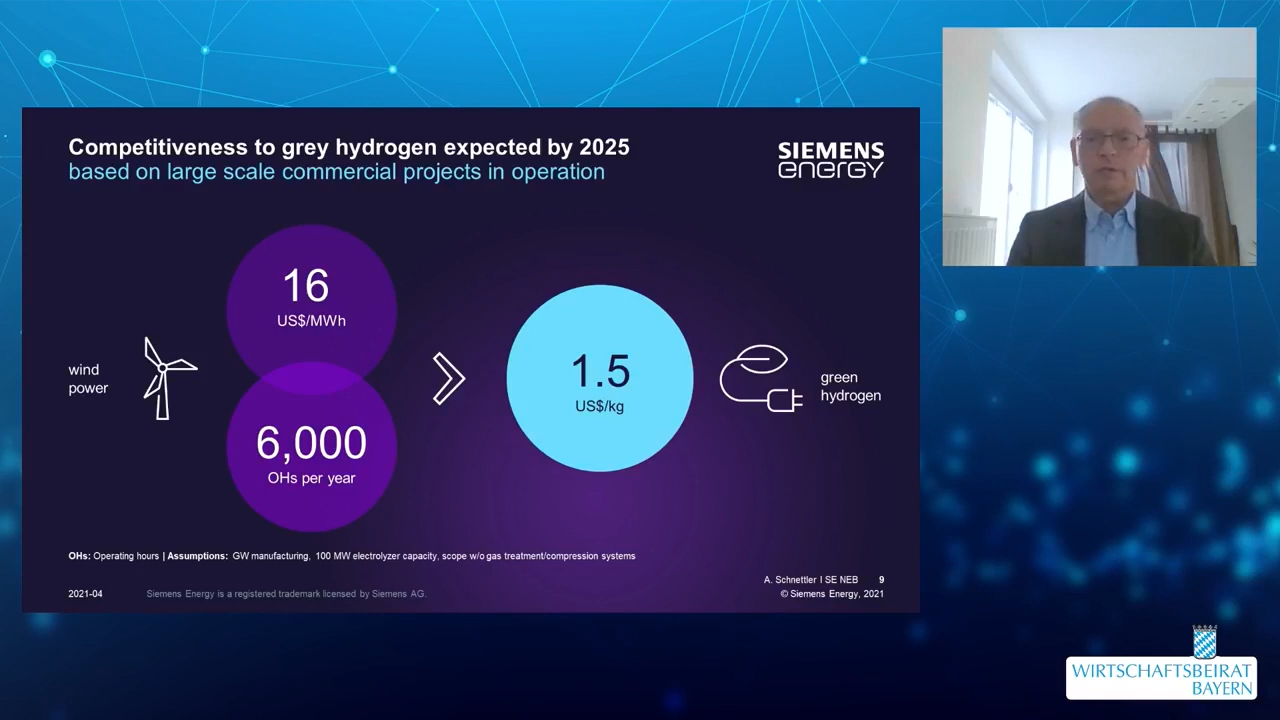 Competitiveness to grey hydrogen expected by 2025
based on large scale commercial projects in operation
SIEMENS
energy
16
US$/MWh
wind
power
6,000
OHs per year
1.5
US$/kg
green
hydrogen
OHs: Operating hours | Assumptions: GW manufacturing, 100 MW electrolyzer capacity, scope w/o gas treatment/compression systems
A. Schnettler I SE NEB 9
2021-04 Siemens Energy is a registered trademark licensed by Siemens AG. © Siemens Energy, 2021
WIRTSCHAFTSBEIRAT
BAYERN